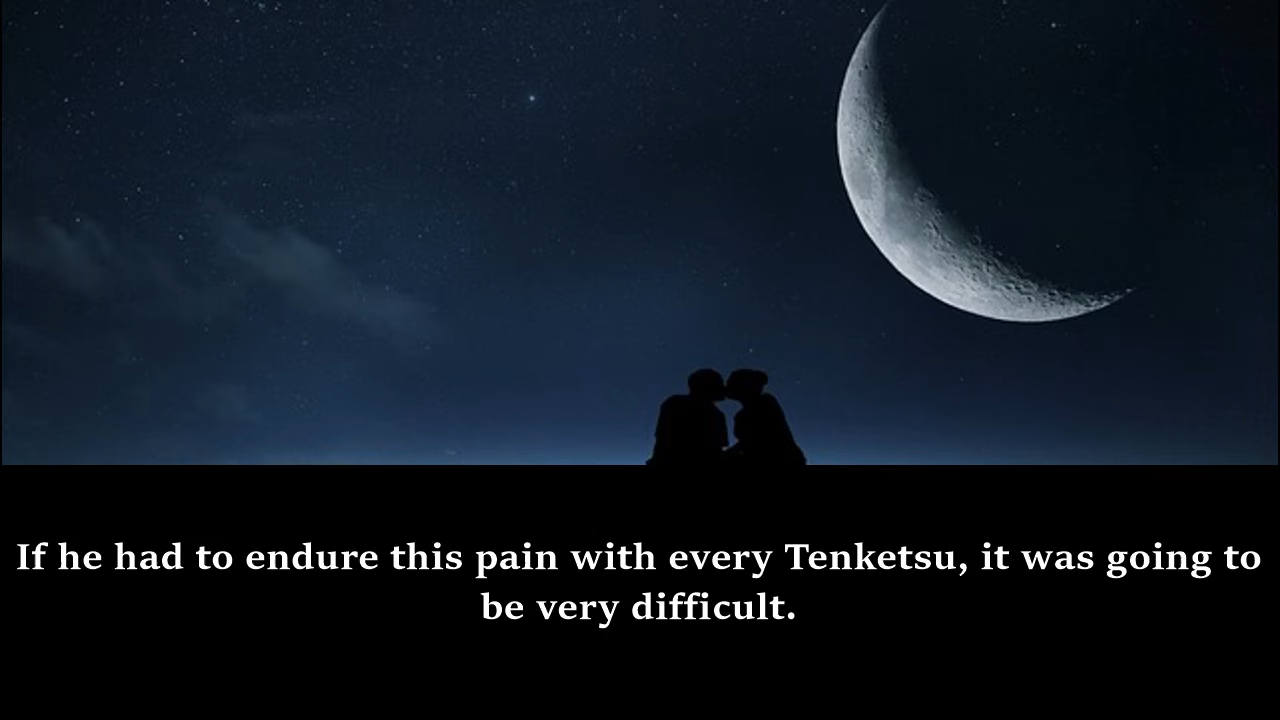 If he had to endure this pain with every Tenketsu, it was going to
be very difficult.